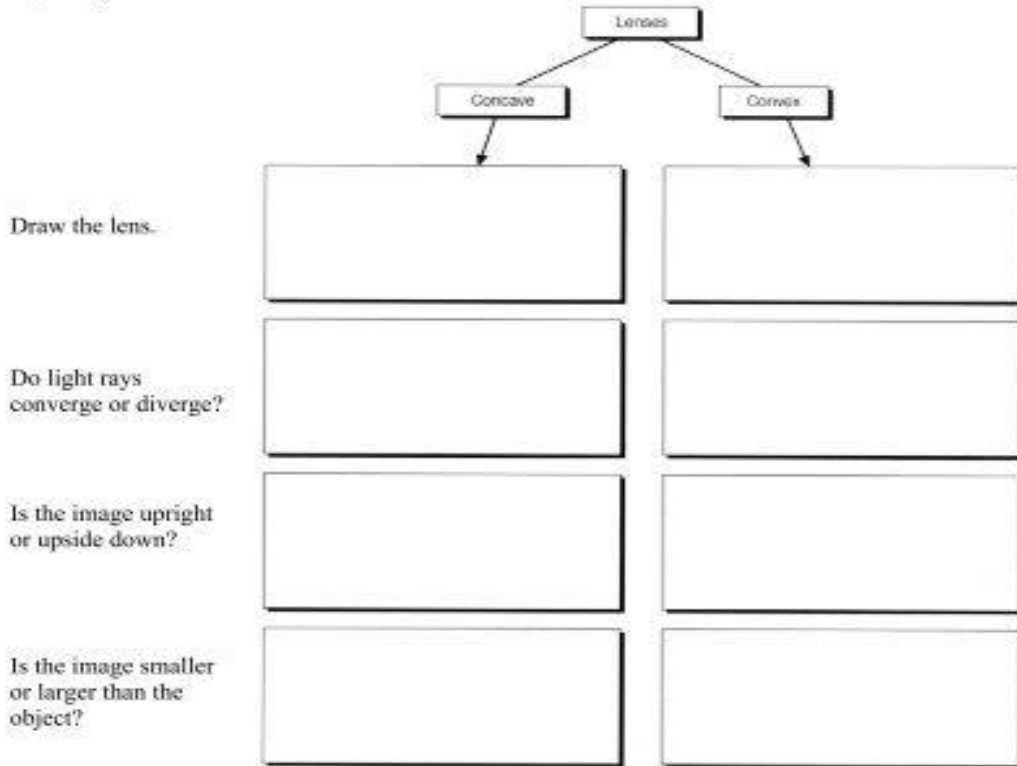 Lenses
Concave
Convex
Draw the lens.
Do light rays
converge or diverge?
Is the image upright
or upside down?
Is the image smaller
or larger than the
object?